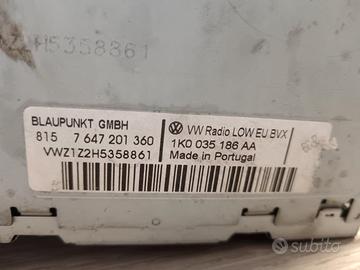 H5358861
BLAUPUNKT GMBH
815 7 647 201 360
VWZ1Z2H5358861
VW Radio LOW EU BVX
1K0 035 186 AA
Made in Portugal
subito